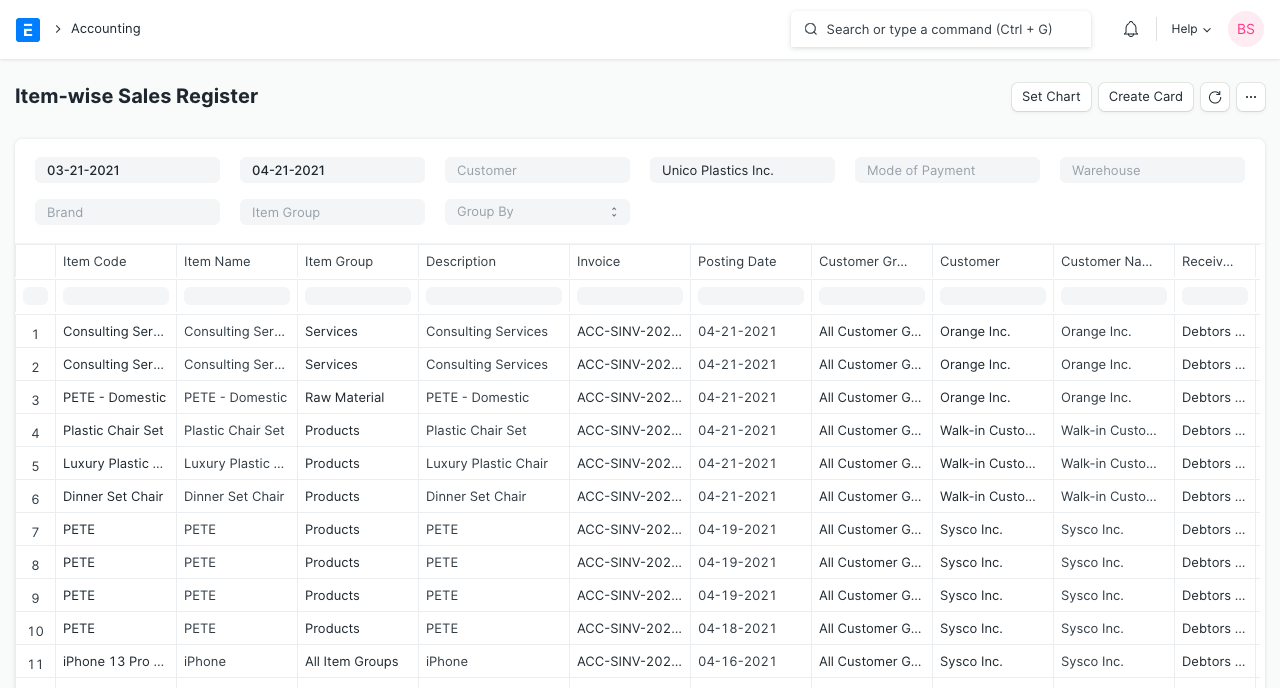 E > Accounting Search or type a command (Ctrl + G) Help BS
Item-wise Sales Register Set Chart Create Card ...
03-21-2021 04-21-2021 Customer Unico Plastics Inc. Mode of Payment Warehouse
Brand Item Group Group By
Item Code Item Name Item Group Description Invoice Posting Date Customer Gr... Customer Customer Na... Receiv...
1 Consulting Ser... Consulting Ser... Services Consulting Services ACC-SINV-202... 04-21-2021 All Customer G... Orange Inc. Orange Inc. Debtors ...
2 Consulting Ser... Consulting Ser... Services Consulting Services ACC-SINV-202... 04-21-2021 All Customer G... Orange Inc. Orange Inc. Debtors ...
3 PETE - Domestic PETE - Domestic Raw Material PETE - Domestic ACC-SINV-202... 04-21-2021 All Customer G... Orange Inc. Orange Inc. Debtors ...
4 Plastic Chair Set Plastic Chair Set Products Plastic Chair Set ACC-SINV-202... 04-21-2021 All Customer G... Walk-in Custo... Walk-in Custo... Debtors ...
5 Luxury Plastic ... Luxury Plastic ... Products Luxury Plastic Chair ACC-SINV-202... 04-21-2021 All Customer G... Walk-in Custo... Walk-in Custo... Debtors ...
6 Dinner Set Chair Dinner Set Chair Products Dinner Set Chair ACC-SINV-202... 04-21-2021 All Customer G... Walk-in Custo... Walk-in Custo... Debtors ...
7 PETE PETE Products PETE ACC-SINV-202... 04-19-2021 All Customer G... Sysco Inc. Sysco Inc. Debtors ...
8 PETE PETE Products PETE ACC-SINV-202... 04-19-2021 All Customer G... Sysco Inc. Sysco Inc. Debtors ...
9 PETE PETE Products PETE ACC-SINV-202... 04-19-2021 All Customer G... Sysco Inc. Sysco Inc. Debtors ...
10 PETE PETE Products PETE ACC-SINV-202... 04-18-2021 All Customer G... Sysco Inc. Sysco Inc. Debtors ...
11 iPhone 13 Pro ... iPhone All Item Groups iPhone ACC-SINV-202... 04-16-2021 All Customer G... Sysco Inc. Sysco Inc. Debtors ...